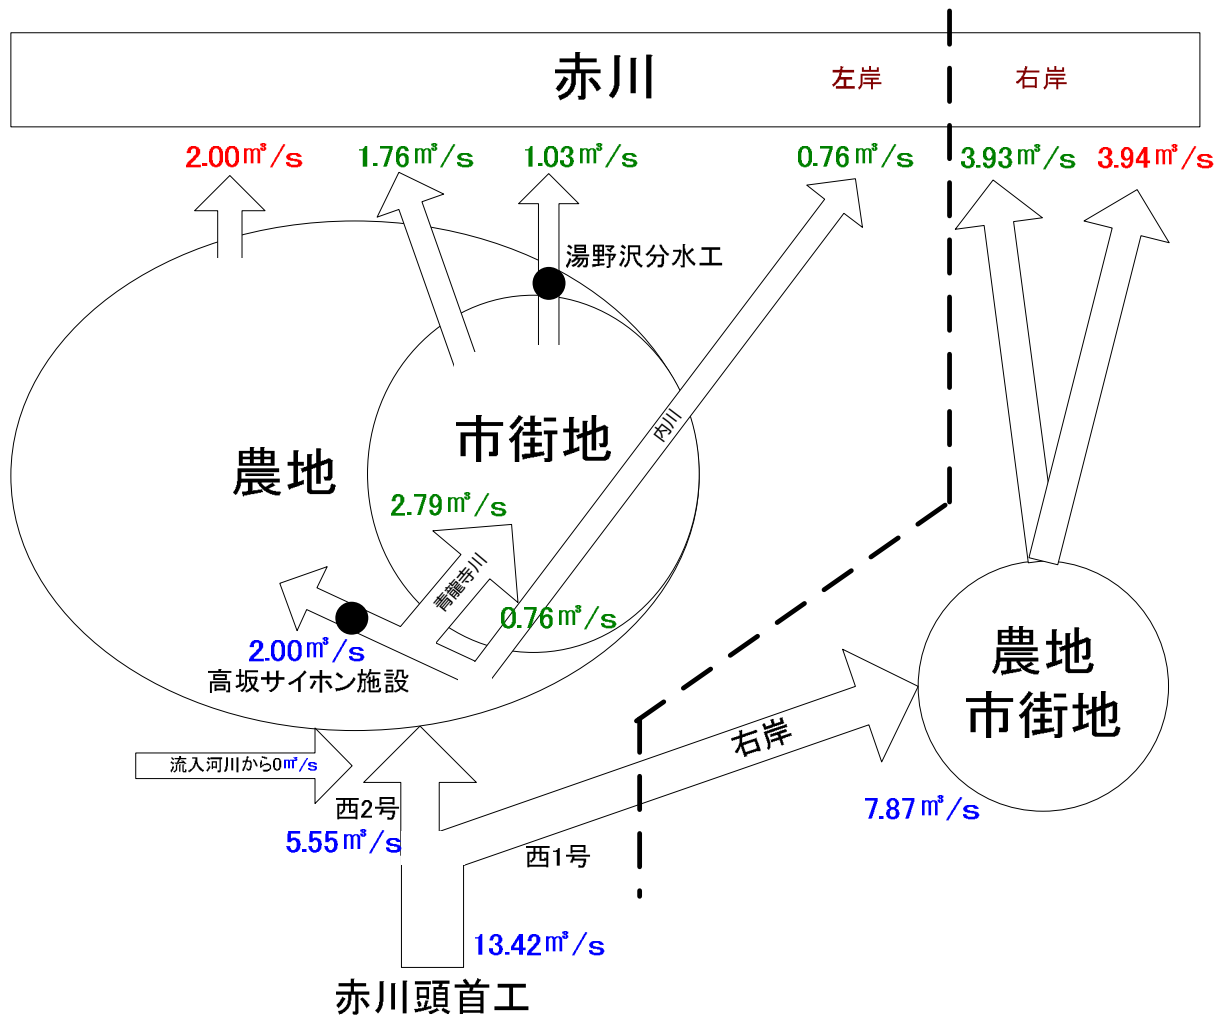 赤川
左岸
右岸
2.00㎥/s
1.76㎥/s
1.03㎥/s
0.76㎥/s
3.93㎥/s
3.94㎥/s
湯野沢分水工
内川
市街地
農地
2.79㎥/s
青龍寺川
0.76㎥/s
2.00㎥/s
高坂サイホン施設
農地
市街地
右岸
流入河川から0㎥/s
西2号
5.55㎥/s
7.87㎥/s
西1号
13.42㎥/s
赤川頭首工